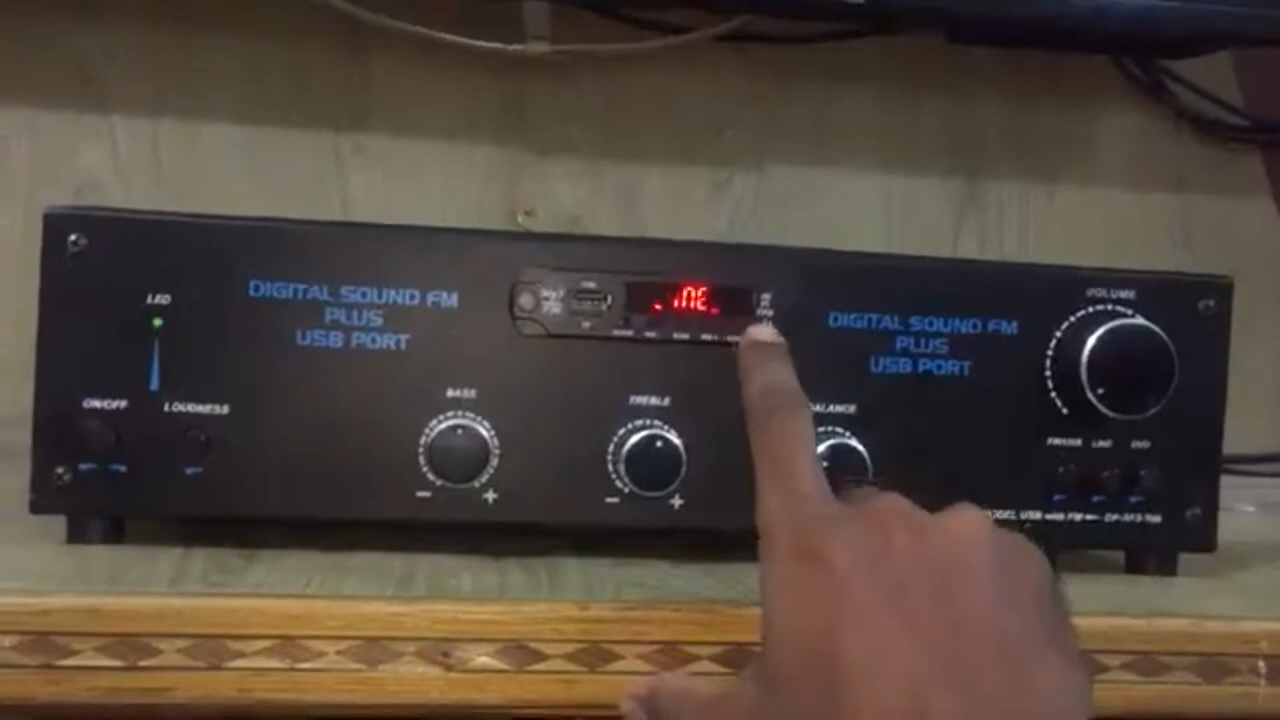 LED
DIGITAL SOUND FM
PLUS
USB PORT
ON/OFF
LOUDNESS
BASS
- +
TREBLE
- +
DIGITAL SOUND FM
PLUS
USB PORT
BALANCE
VOLUME
LINE
DVD